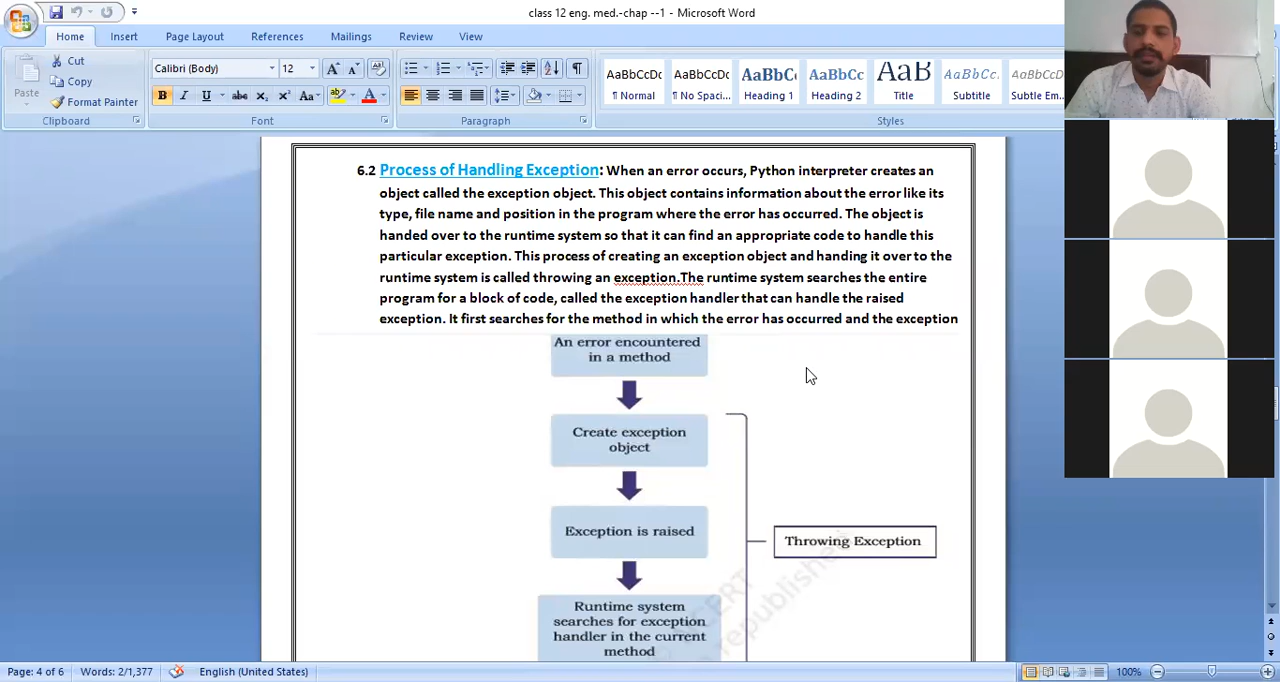 class 12 eng. med.-chap --1 - Microsoft Word
Home Insert Page Layout References Mailings Review View
Paste
Cut
Copy
Format Painter
Clipboard
Calibri (Body) 12
Font
Paragraph
AaBbCcDc AaBbCcDc AaBbC AaBbCc AaB AaBbCc. AaBbCcDc
¶ Normal ¶ No Spaci... Heading 1 Heading 2 Title Subtitle Subtle Em...
Styles
6.2 Process of Handling Exception: When an error occurs, Python interpreter creates an
object called the exception object. This object contains information about the error like its
type, file name and position in the program where the error has occurred. The object is
handed over to the runtime system so that it can find an appropriate code to handle this
particular exception. This process of creating an exception object and handing it over to the
runtime system is called throwing an exception.The runtime system searches the entire
program for a block of code, called the exception handler that can handle the raised
exception. It first searches for the method in which the error has occurred and the exception
An error encountered
in a method
Create exception
object
Exception is raised
Throwing Exception
Runtime system
searches for exception
handler in the current
method
republished
Page: 4 of 6 Words: 2/1,377 English (United States) 100%